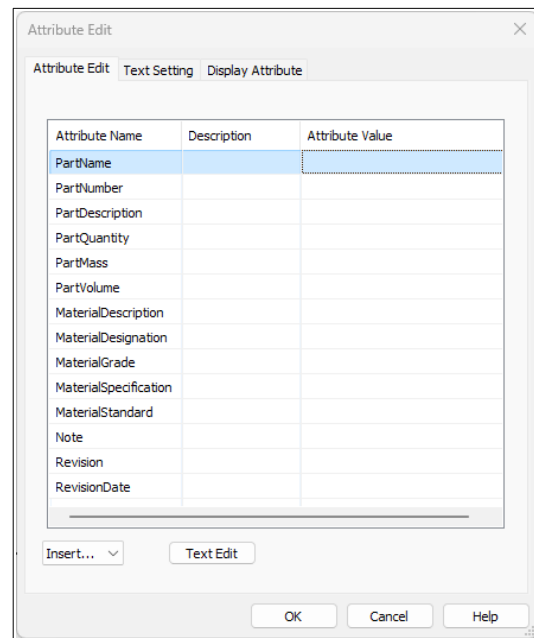 Attribute Edit
Attribute Edit Text Setting Display Attribute
Attribute Name Description Attribute Value
PartName
PartNumber
PartDescription
PartQuantity
PartMass
PartVolume
MaterialDescription
MaterialDesignation
MaterialGrade
MaterialSpecification
MaterialStandard
Note
Revision
RevisionDate
Insert... Text Edit
OK Cancel Help